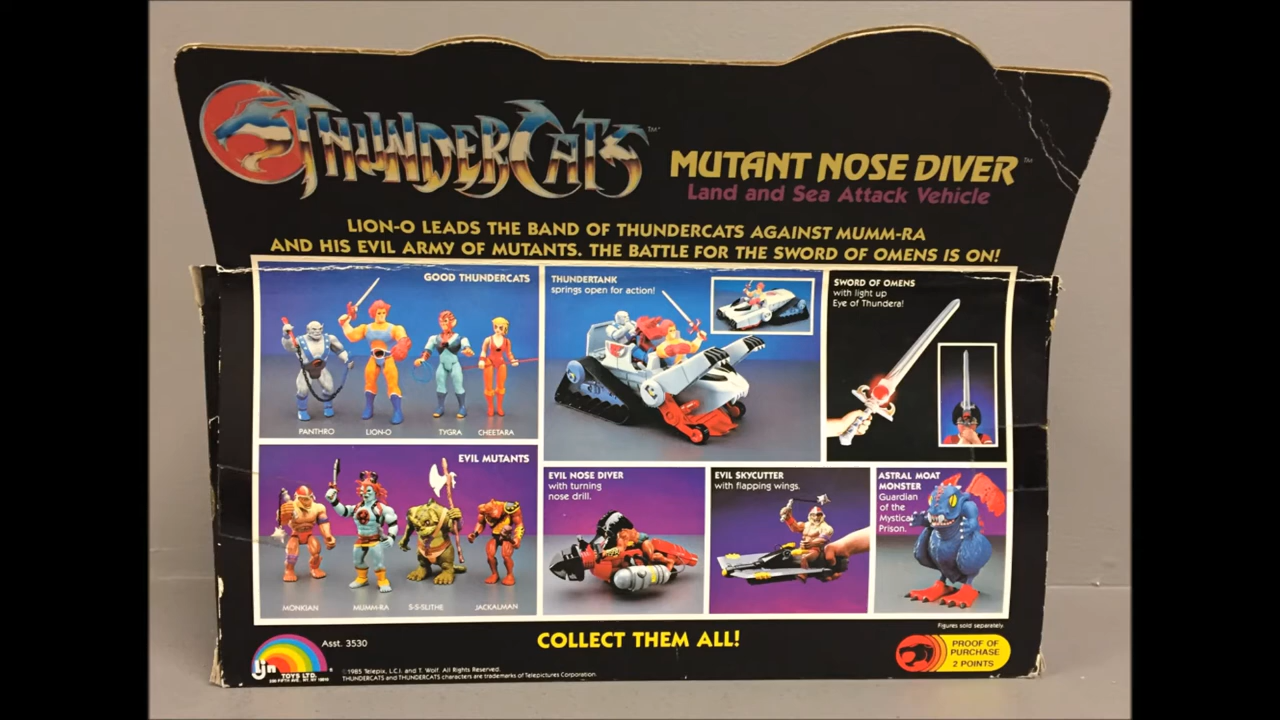 THUNDERCATS™
MUTANT NOSE DIVER™
Land and Sea Attack Vehicle
LION-O LEADS THE BAND OF THUNDERCATS AGAINST MUMM-RA
AND HIS EVIL ARMY OF MUTANTS. THE BATTLE FOR THE SWORD OF OMENS IS ON!
GOOD THUNDERCATS
PANTHRO LION-O TYGRA CHEETARA
THUNDERTANK
springs open for action!
SWORD OF OMENS
with light up
Eye of Thundera!
EVIL MUTANTS
MONKIAN MUMM-RA S-S-SLITHE JACKALMAN
EVIL NOSE DIVER
with turning
nose drill.
EVIL SKYCUTTER
with flapping wings.
ASTRAL MOAT
MONSTER
Guardian
of the
Mystical
Prison.
Figures sold separately.
ljn
TOYS LTD.
®
Asst. 3530
COLLECT THEM ALL!
©1985 Telepix, L.C.I. and T. Wolf. All Rights Reserved.
THUNDERCATS and THUNDERCATS characters are trademarks of Telepictures Corporation.
PROOF OF
PURCHASE
2 POINTS